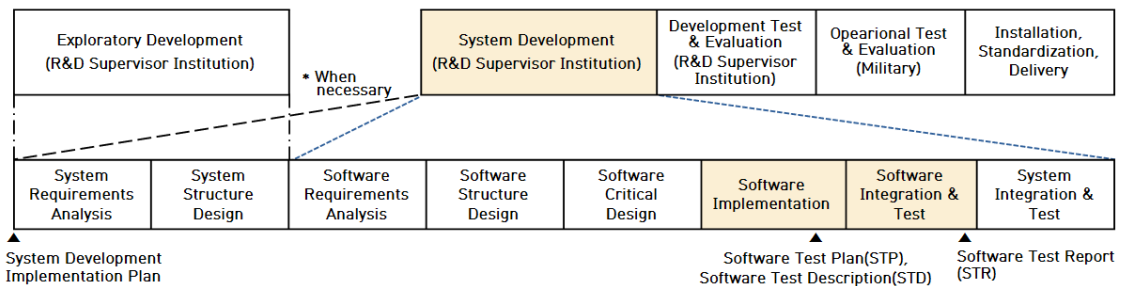 Exploratory Development
(R&D Supervisor Institution)
* When
necessary
System Development
(R&D Supervisor Institution)
Development Test
& Evaluation
(R&D Supervisor
Institution)
Opearional Test
& Evaluation
(Military)
Installation,
Standardization,
Delivery
System
Requirements
Analysis
System
Structure
Design
Software
Requirements
Analysis
Software
Structure
Design
Software
Critical
Design
Software
Implementation
Software
Integration &
Test
System
Integration &
Test
System Development
Implementation Plan
Software Test Plan(STP),
Software Test Description(STD)
Software Test Report
(STR)